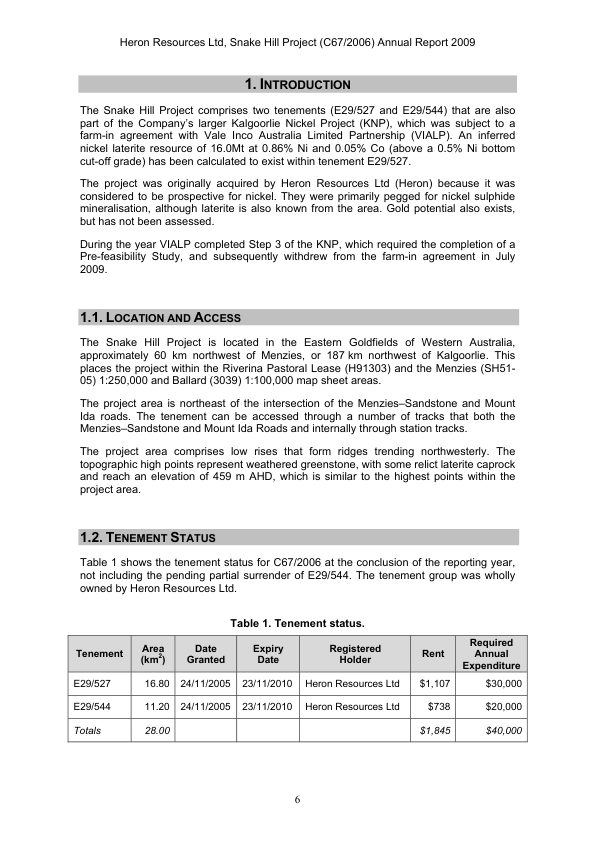 Heron Resources Ltd, Snake Hill Project (C67/2006) Annual Report 2009
1. INTRODUCTION
The Snake Hill Project comprises two tenements (E29/527 and E29/544) that are also
part of the Company's larger Kalgoorlie Nickel Project (KNP), which was subject to a
farm-in agreement with Vale Inco Australia Limited Partnership (VIALP). An inferred
nickel laterite resource of 16.0Mt at 0.86% Ni and 0.05% Co (above a 0.5% Ni bottom
cut-off grade) has been calculated to exist within tenement E29/527.
The project was originally acquired by Heron Resources Ltd (Heron) because it was
considered to be prospective for nickel. They were primarily pegged for nickel sulphide
mineralisation, although laterite is also known from the area. Gold potential also exists,
but has not been assessed.
During the year VIALP completed Step 3 of the KNP, which required the completion of a
Pre-feasibility Study, and subsequently withdrew from the farm-in agreement in July
2009.
1.1. LOCATION AND ACCESS
The Snake Hill Project is located in the Eastern Goldfields of Western Australia,
approximately 60 km northwest of Menzies, or 187 km northwest of Kalgoorlie. This
places the project within the Riverina Pastoral Lease (H91303) and the Menzies (SH51-
05) 1:250,000 and Ballard (3039) 1:100,000 map sheet areas.
The project area is northeast of the intersection of the Menzies–Sandstone and Mount
Ida roads. The tenement can be accessed through a number of tracks that both the
Menzies–Sandstone and Mount Ida Roads and internally through station tracks.
The project area comprises low rises that form ridges trending northwesterly. The
topographic high points represent weathered greenstone, with some relict laterite caprock
and reach an elevation of 459 m AHD, which is similar to the highest points within the
project area.
1.2. TENEMENT STATUS
Table 1 shows the tenement status for C67/2006 at the conclusion of the reporting year,
not including the pending partial surrender of E29/544. The tenement group was wholly
owned by Heron Resources Ltd.
Table 1. Tenement status.
Tenement Area (km²) Date Granted Expiry Date Registered Holder Rent Required Annual Expenditure
E29/527 16.80 24/11/2005 23/11/2010 Heron Resources Ltd $1,107 $30,000
E29/544 11.20 24/11/2005 23/11/2010 Heron Resources Ltd $738 $20,000
Totals 28.00 $1,845 $40,000
6